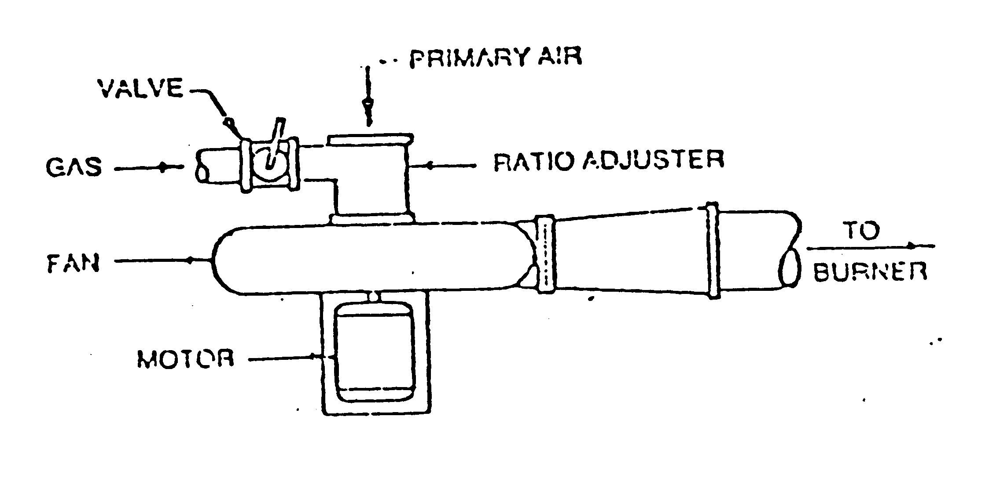 PRIMARY AIR
VALVE
GAS
RATIO ADJUSTER
TO
BURNER
FAN
MOTOR